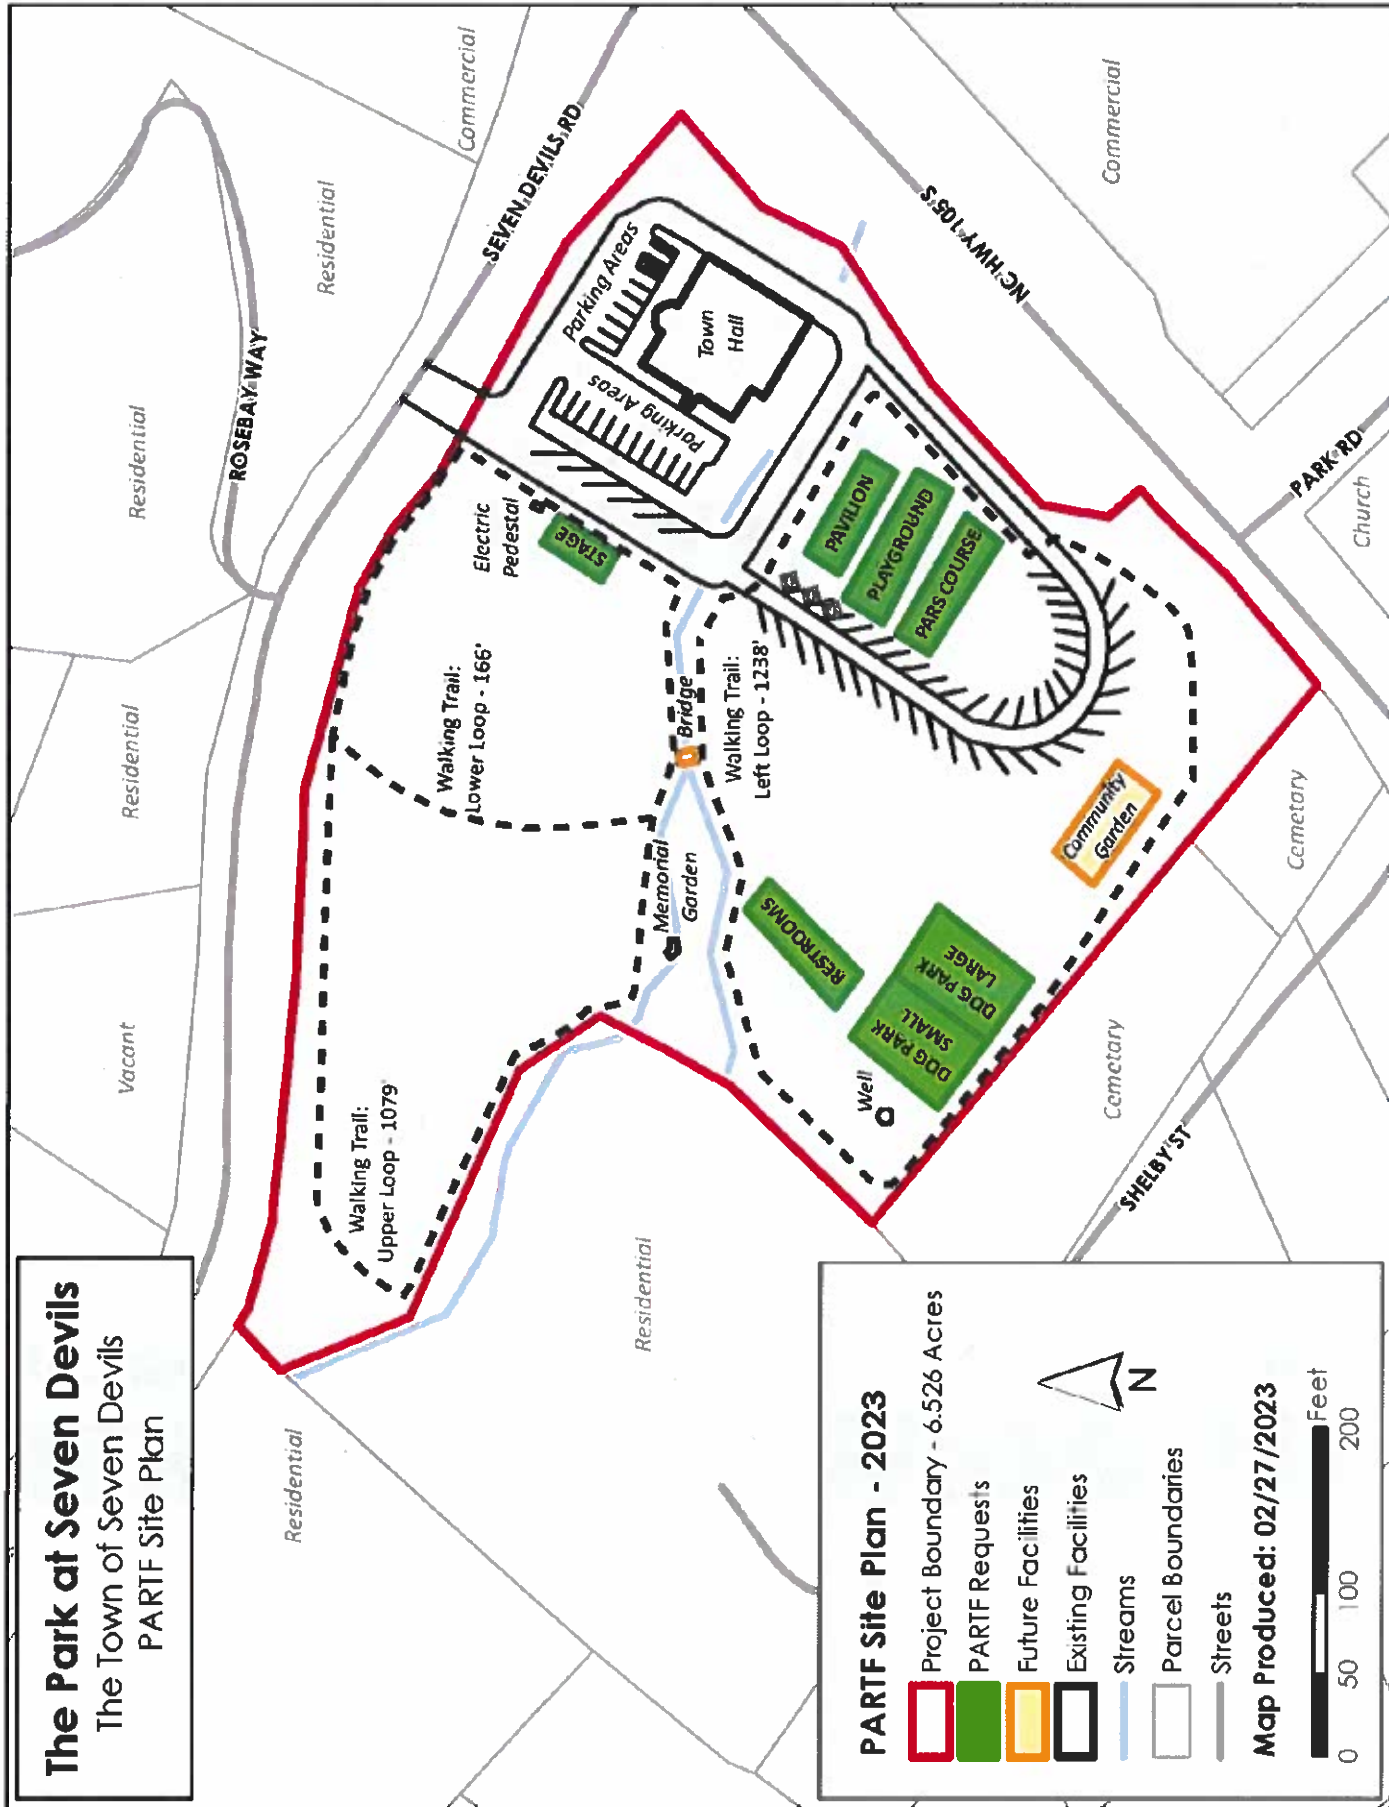 The Park at Seven Devils
The Town of Seven Devils
PARTF Site Plan
Vacant
Residential
Residential
Residential
Commercial
ROSEBAY WAY
SEVEN DEVILS RD
Residential
Walking Trail:
Upper Loop - 1079'
Walking Trail:
Lower Loop - 166'
Electric
Pedestal
STAGE
Parking Areas
Parking Areas
Town
Hall
Memorial
Garden
Bridge
Walking Trail:
Left Loop - 1238'
PAVILION
PLAYGROUND
PARS COURSE
NC HWY 105 S
Commercial
Residential
Well
RESTROOMS
DOG PARK
SMALL
DOG PARK
LARGE
Community
Garden
Cemetary
Cemetary
SHELBY ST
PARK RD
Church
PARTF Site Plan - 2023
Project Boundary - 6.526 Acres
PARTF Requests
Future Facilities
Existing Facilities
Streams
Parcel Boundaries
Streets
N
Map Produced: 02/27/2023
Feet
0 50 100 200